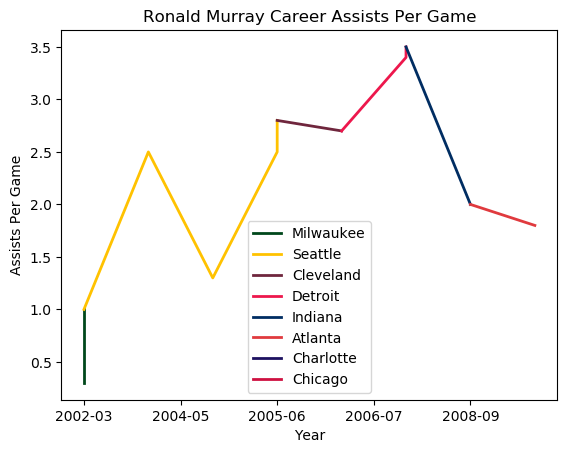 Ronald Murray Career Assists Per Game
3.5
3.0
2.5
2.0
1.5
1.0
0.5
Assists Per Game
Milwaukee
Seattle
Cleveland
Detroit
Indiana
Atlanta
Charlotte
Chicago
2002-03 2004-05 2005-06 2006-07 2008-09
Year